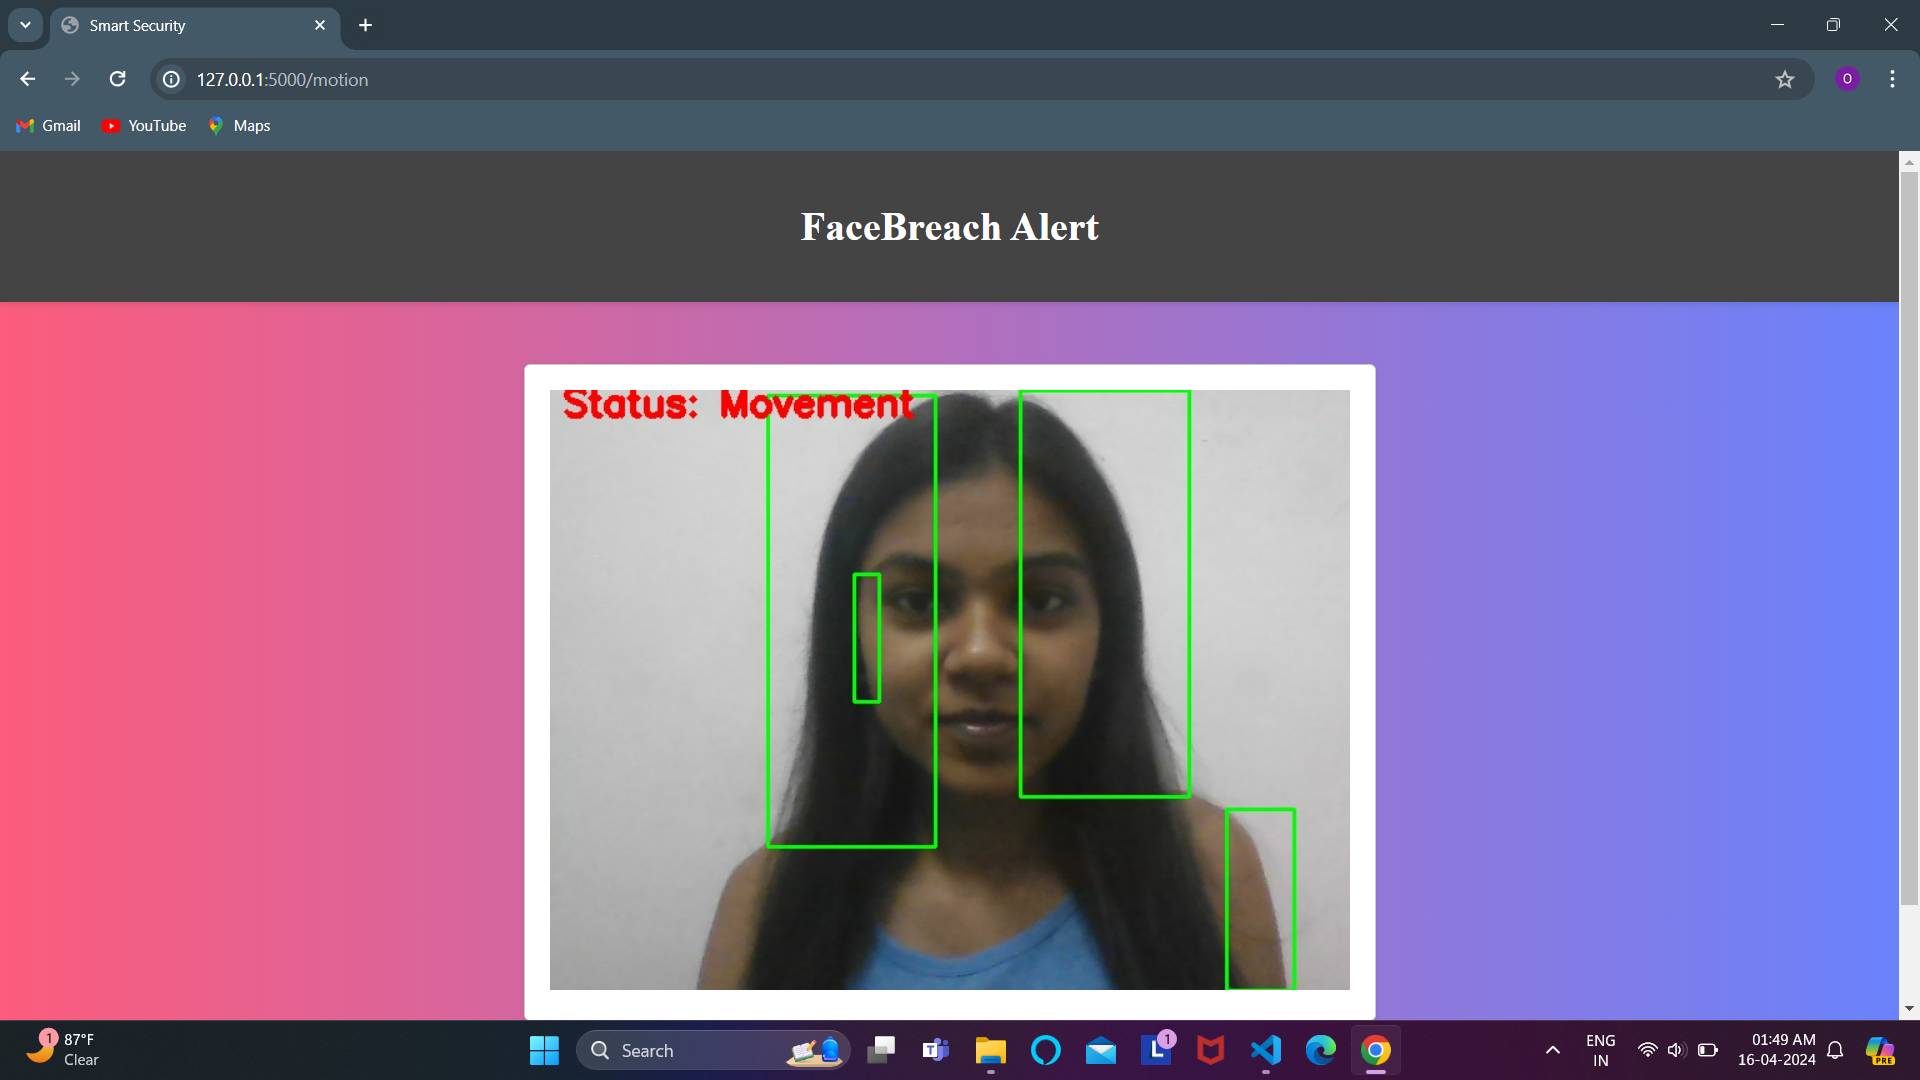 Smart Security
127.0.0.1:5000/motion
O
Gmail YouTube Maps
FaceBreach Alert
Status: Movement
1
87°F
Clear
Search
T
L
1
ENG
IN
01:49 AM
16-04-2024
PRE